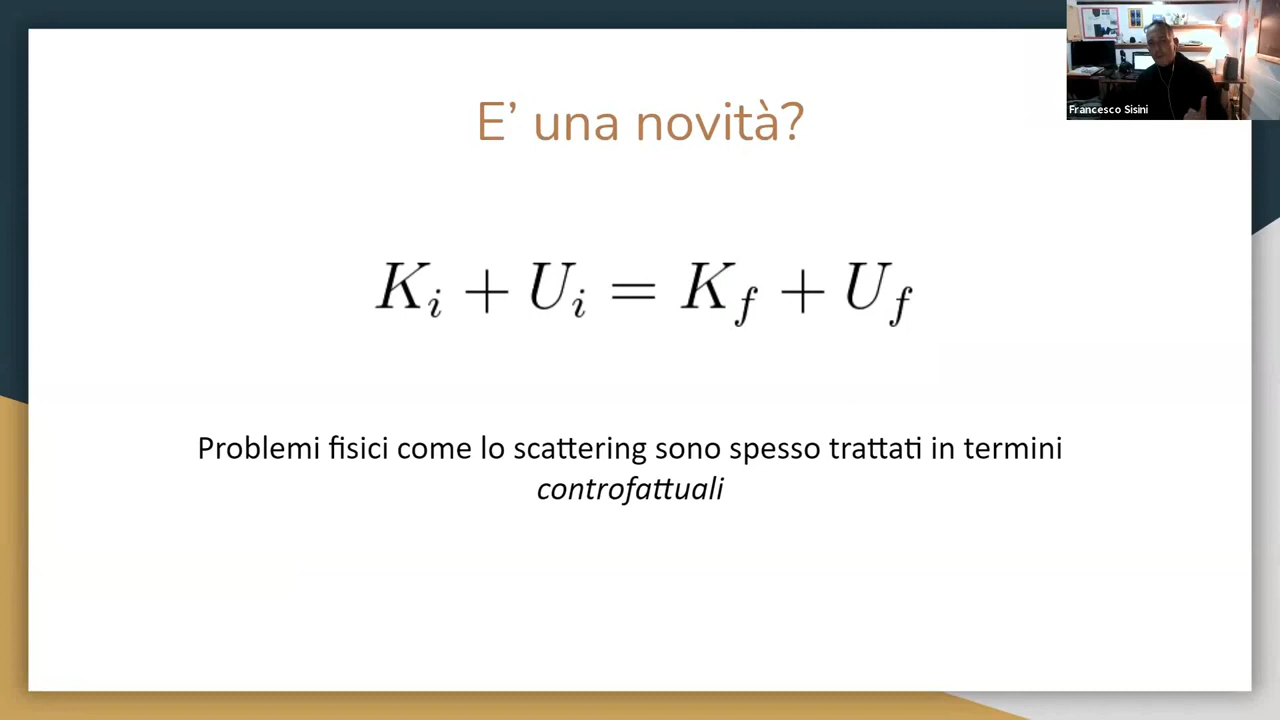 E’ una novità?
Francesco Sisini
K_i + U_i = K_f + U_f
Problemi fisici come lo scattering sono spesso trattati in termini
controfattuali